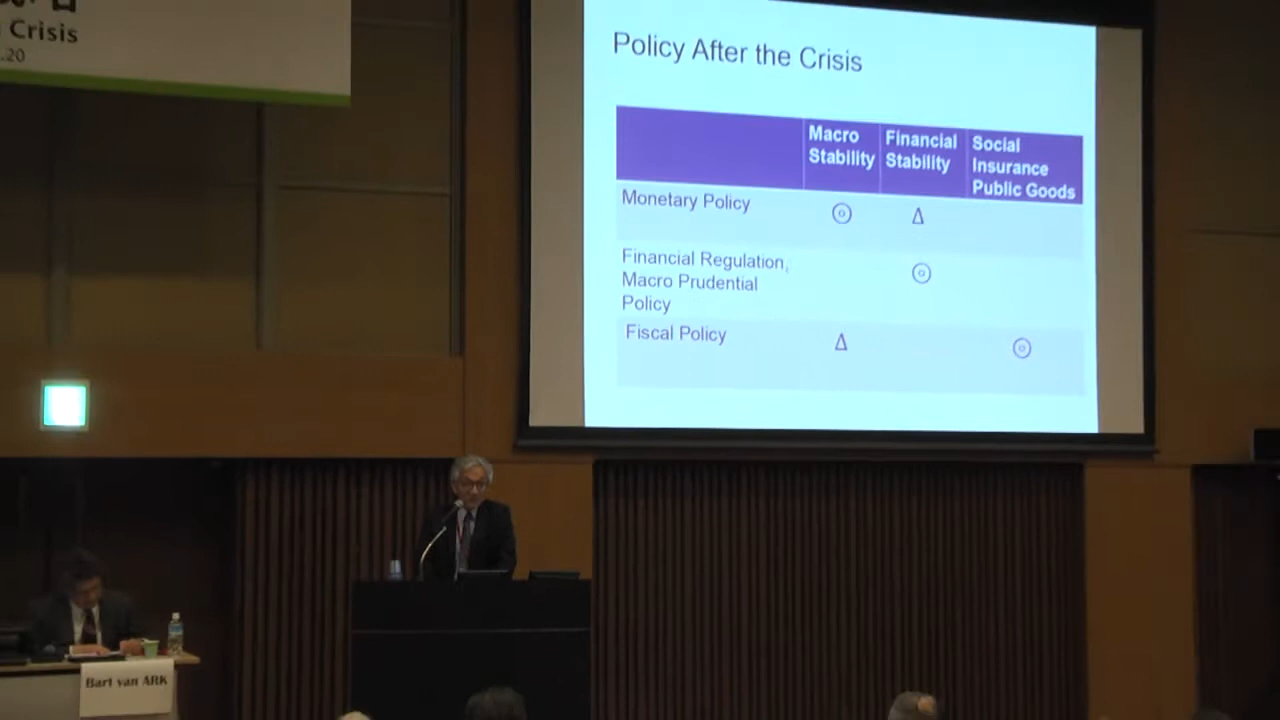 Crisis
.20
Policy After the Crisis
Macro Stability
Financial Stability
Social Insurance Public Goods
Monetary Policy
◎
Δ
Financial Regulation,
Macro Prudential
Policy
◎
Fiscal Policy
Δ
◎
Bart van ARK